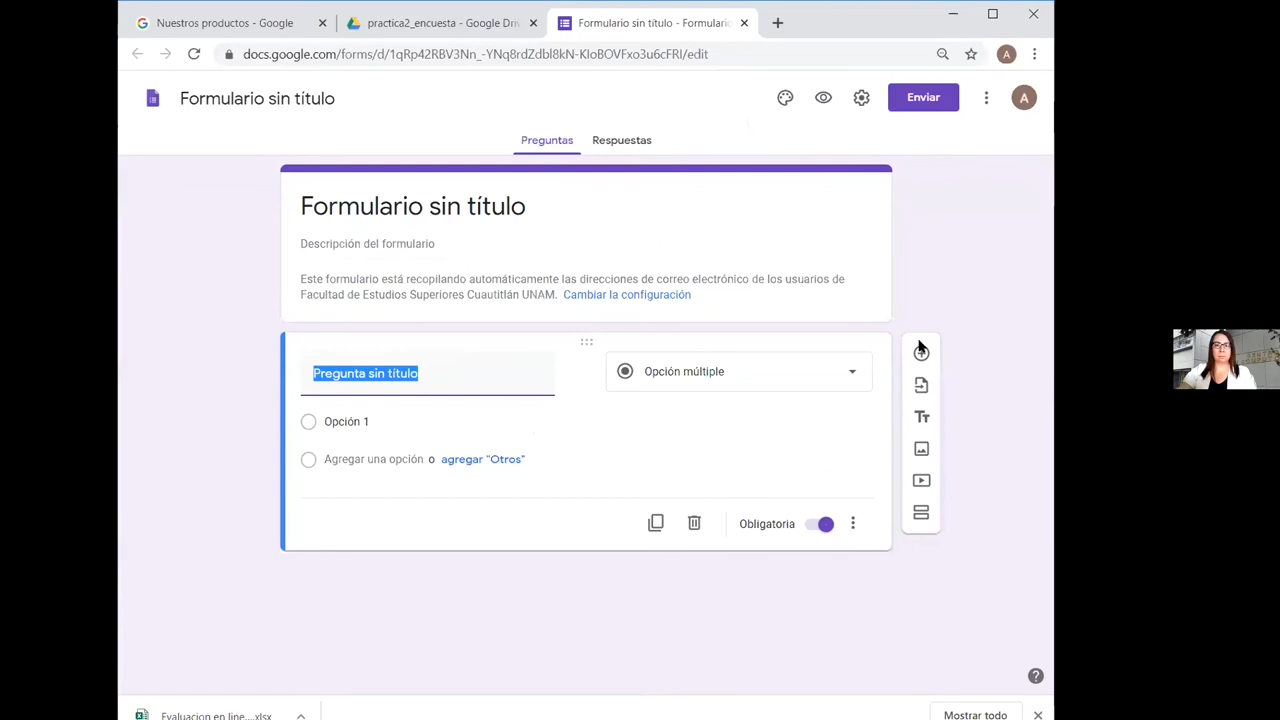 Nuestros productos - Google
practica2_encuesta - Google Dri
Formulario sin título - Formulario
docs.google.com/forms/d/1qRp42RBV3Nn_-YNq8rdZdbl8kN-KIoBOVFxo3u6cFRI/edit
A
Formulario sin título
Enviar
A
Preguntas
Respuestas
Formulario sin título
Descripción del formulario
Este formulario está recopilando automáticamente las direcciones de correo electrónico de los usuarios de
Facultad de Estudios Superiores Cuautitlán UNAM. Cambiar la configuración
Pregunta sin título
Opción múltiple
Opción 1
Agregar una opción o agregar "Otros"
Obligatoria
Evaluacion en line....xlsx
Mostrar todo